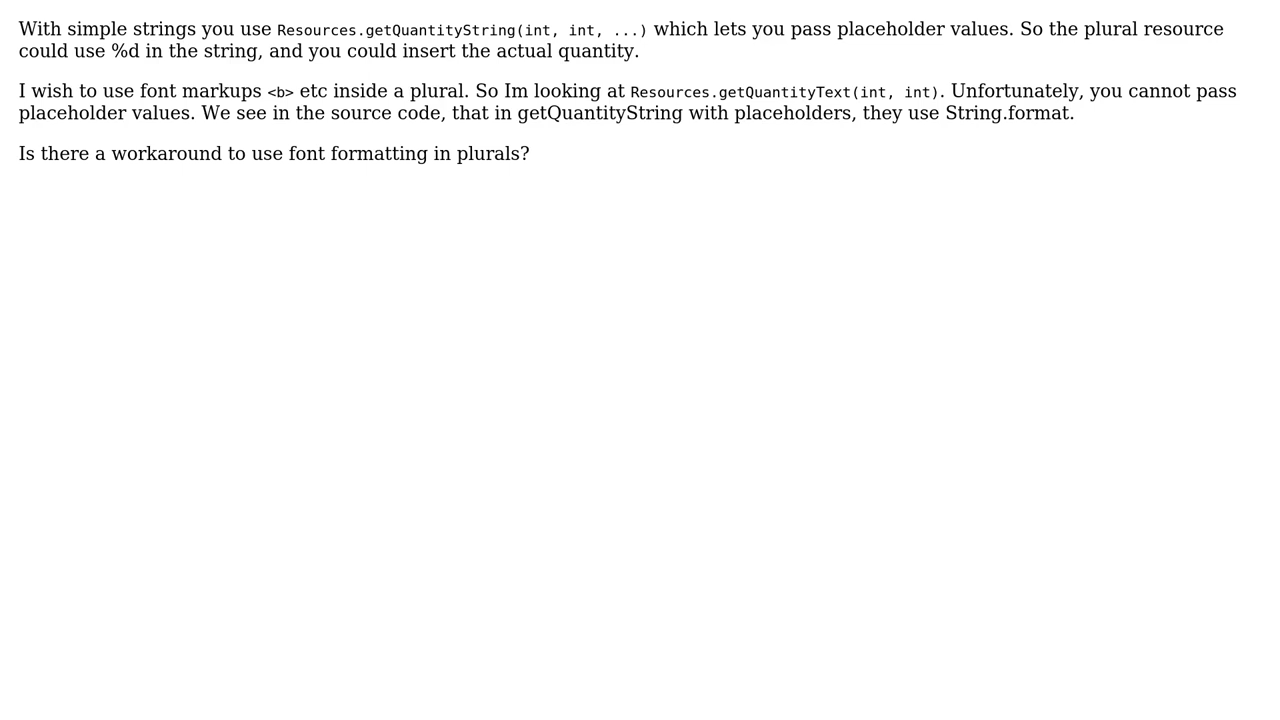 With simple strings you use Resources.getQuantityString(int, int, ...) which lets you pass placeholder values. So the plural resource
could use %d in the string, and you could insert the actual quantity.
I wish to use font markups <b> etc inside a plural. So Im looking at Resources.getQuantityText(int, int). Unfortunately, you cannot pass
placeholder values. We see in the source code, that in getQuantityString with placeholders, they use String.format.
Is there a workaround to use font formatting in plurals?